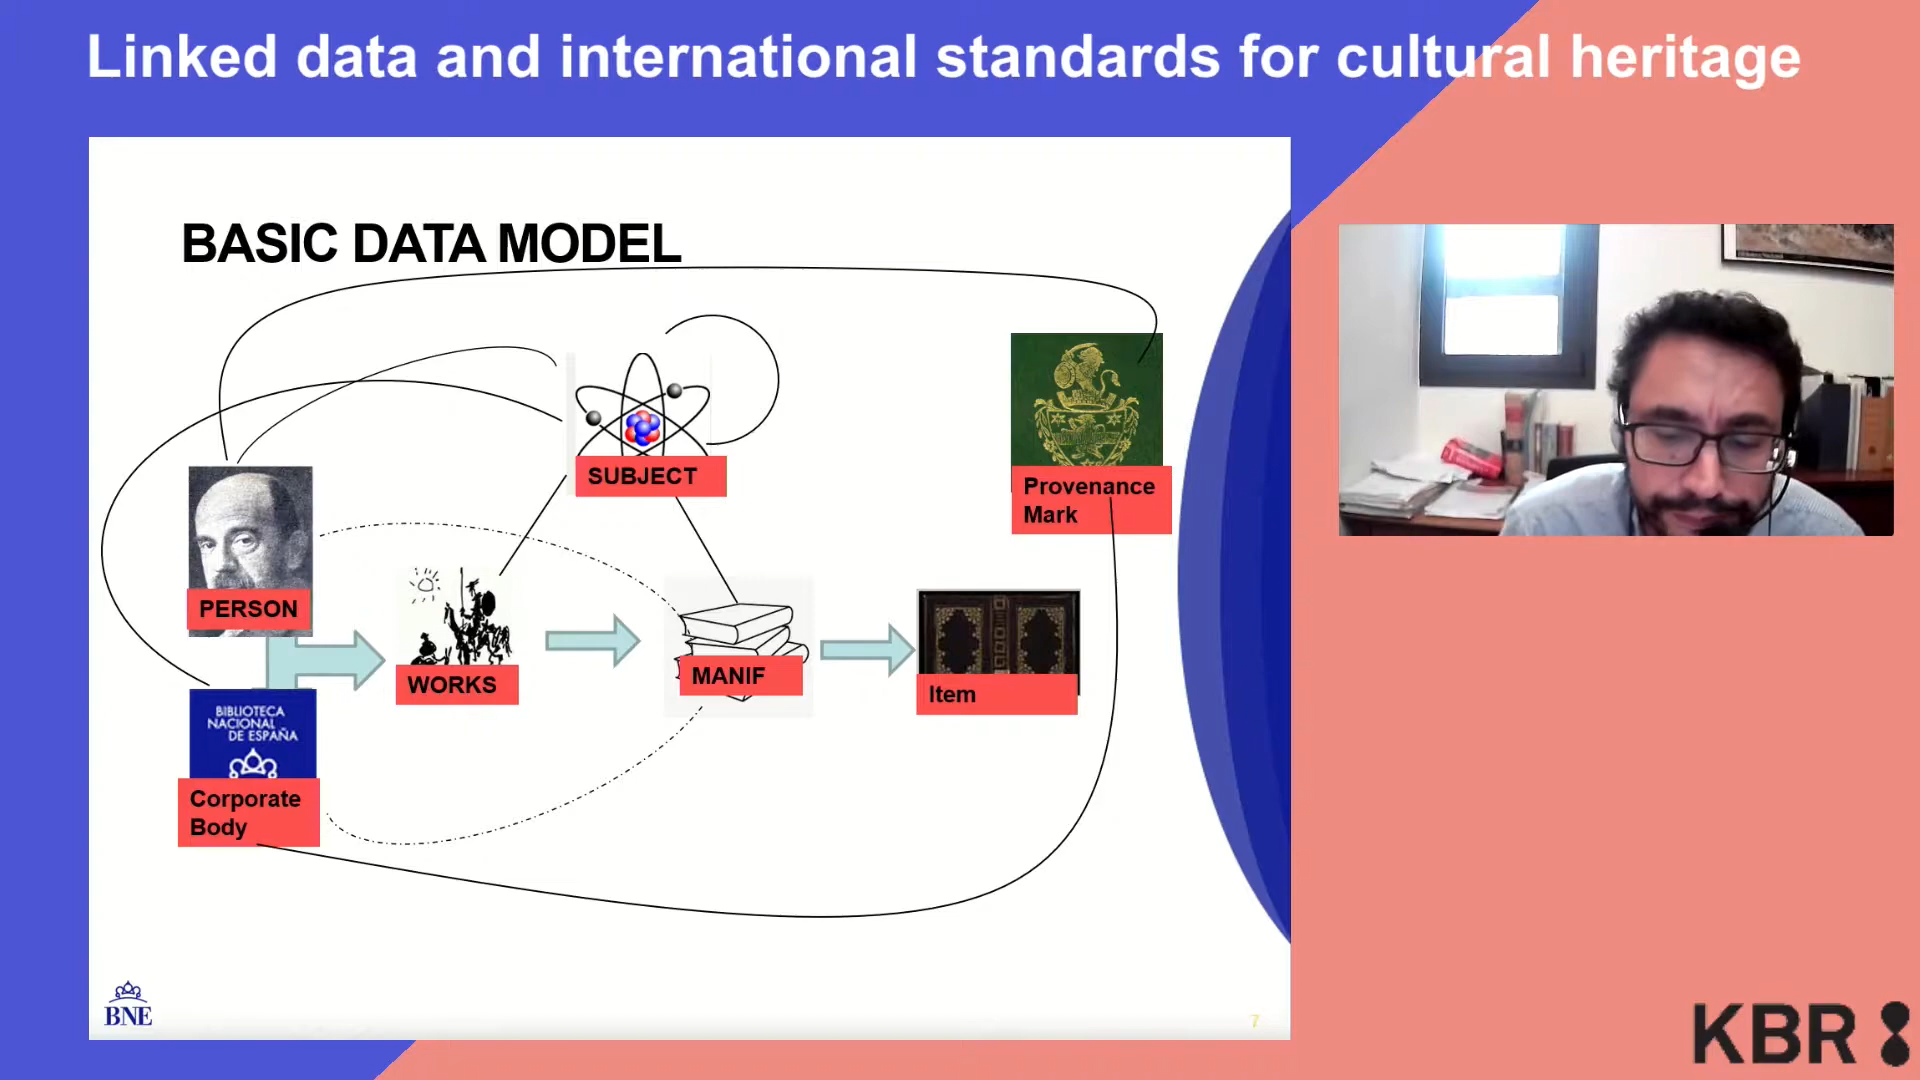 Linked data and international standards for cultural heritage
BASIC DATA MODEL
SUBJECT
Provenance
Mark
PERSON
WORKS
MANIF
Item
BIBLIOTECA
NACIONAL
DE ESPAÑA
Corporate
Body
BNE
7
KBR